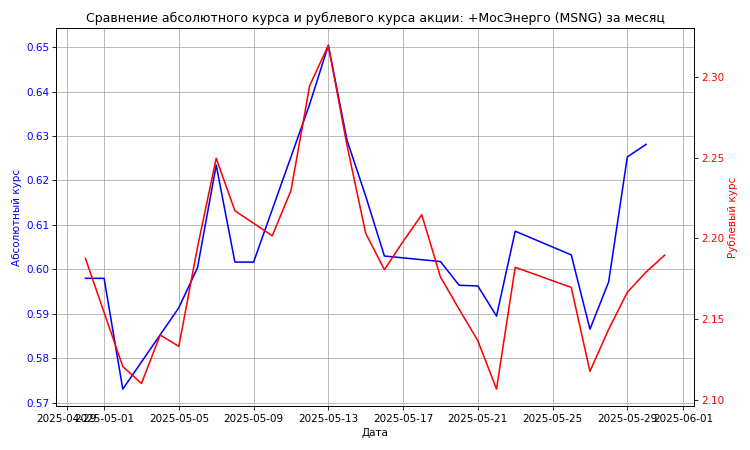 Сравнение абсолютного курса и рублевого курса акции: +МосЭнерго (MSNG) за месяц
0.65
0.64
0.63
0.62
0.61
0.60
0.59
0.58
0.57
Абсолютный курс
2.30
2.25
2.20
2.15
2.10
Рублевый курс
2025-04-29 2025-05-01 2025-05-05 2025-05-09 2025-05-13 2025-05-17 2025-05-21 2025-05-25 2025-05-29 2025-06-01
Дата